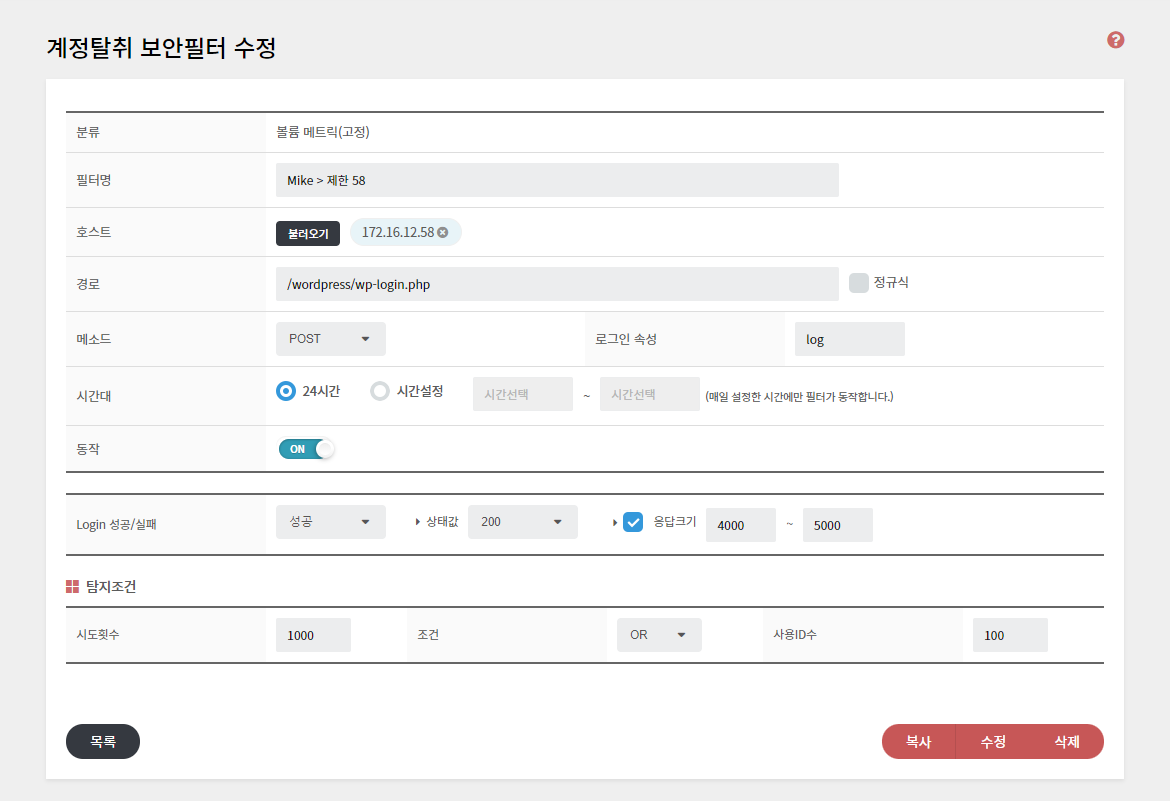 계정탈취 보안필터 수정
분류 볼륨 메트릭(고정)
필터명 Mike > 제한 58
호스트 불러오기 172.16.12.58
경로 /wordpress/wp-login.php 정규식
메소드 POST 로그인 속성 log
시간대 24시간 시간설정 시간선택 ~ 시간선택 (매일 설정한 시간에만 필터가 동작합니다.)
동작 ON
Login 성공/실패 성공 상태값 200 응답크기 4000 ~ 5000
탐지조건
시도횟수 1000 조건 OR 사용ID수 100
목록 복사 수정 삭제